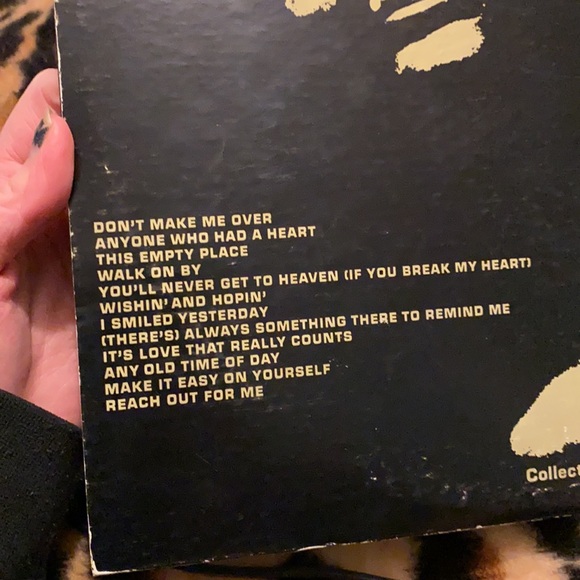 DON'T MAKE ME OVER
ANYONE WHO HAD A HEART
THIS EMPTY PLACE
WALK ON BY
YOU'LL NEVER GET TO HEAVEN (IF YOU BREAK MY HEART)
WISHIN' AND HOPIN'
I SMILED YESTERDAY
(THERE'S) ALWAYS SOMETHING THERE TO REMIND ME
IT'S LOVE THAT REALLY COUNTS
ANY OLD TIME OF DAY
MAKE IT EASY ON YOURSELF
REACH OUT FOR ME
Collect